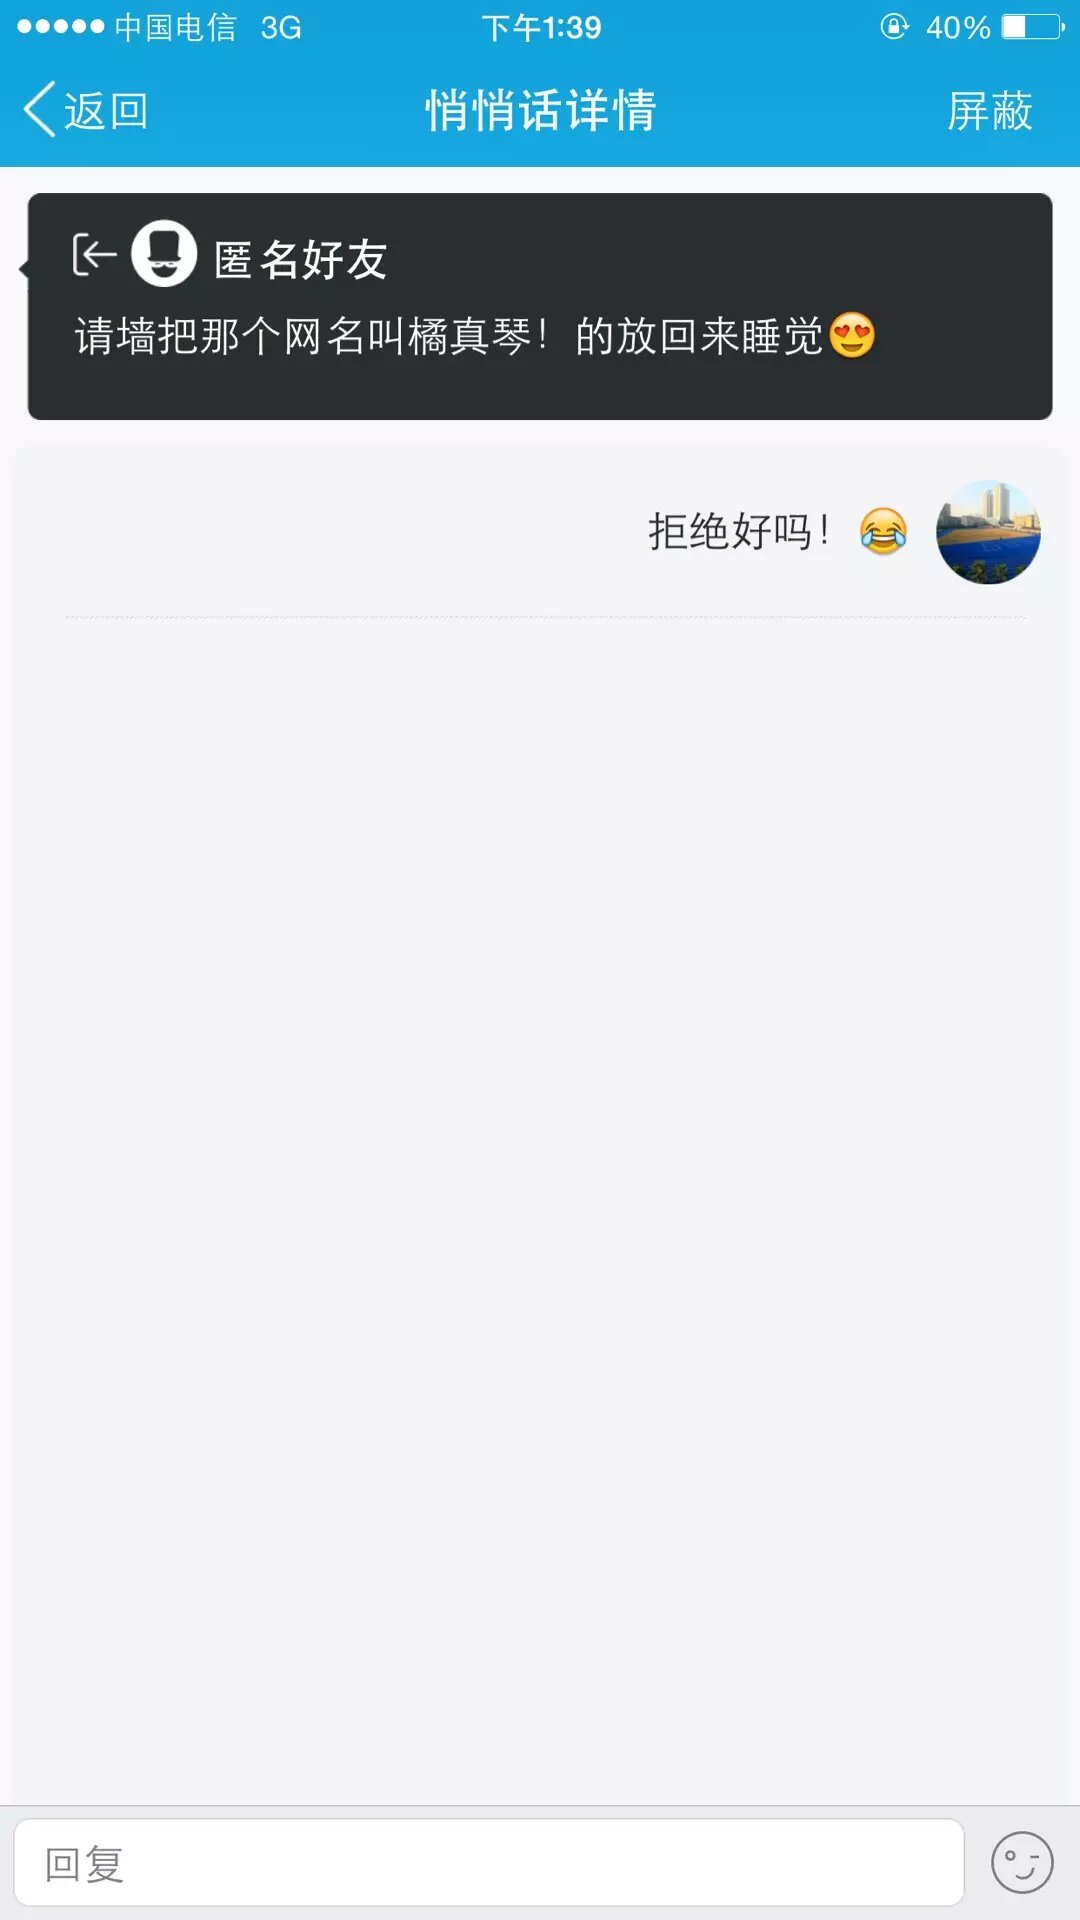 中国电信 3G 下午1:39 40%
返回 悄悄话详情 屏蔽
匿名好友
请墙把那个网名叫橘真琴！的放回来睡觉😍
拒绝好吗！😂
回复